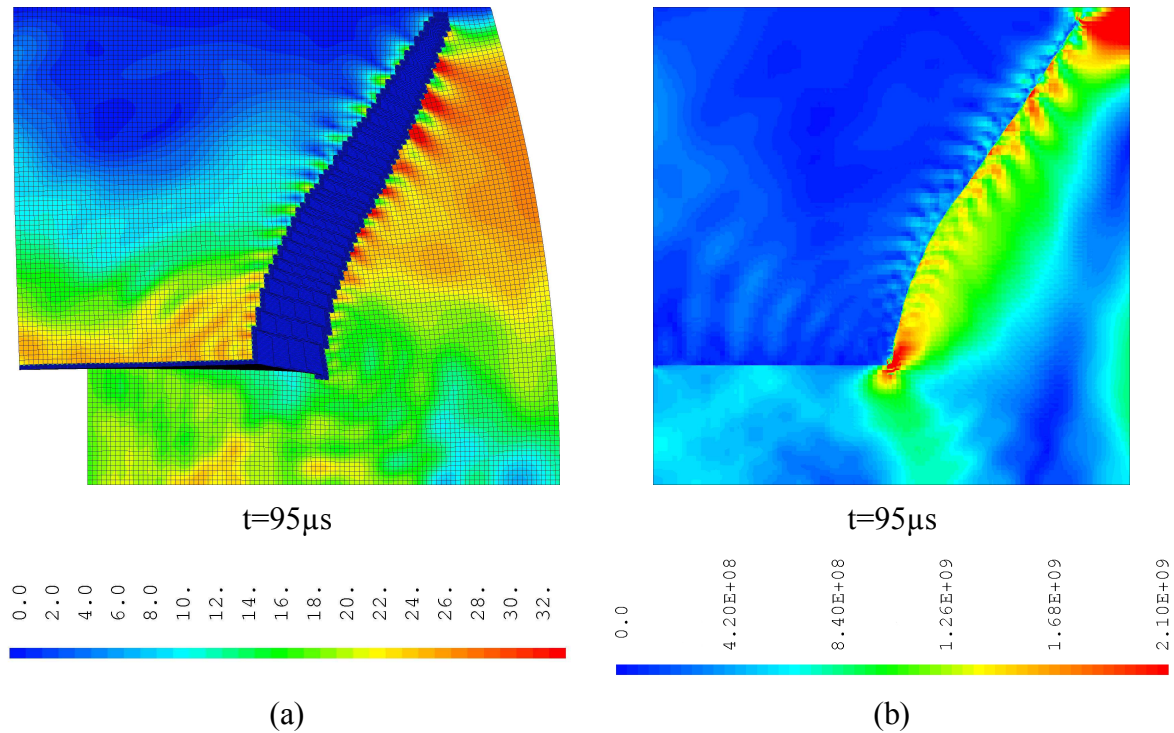 t=95µs
t=95µs
0.0 2.0 4.0 6.0 8.0 10. 12. 14. 16. 18. 20. 22. 24. 26. 28. 30. 32.
0.0 4.20E+08 8.40E+08 1.26E+09 1.68E+09 2.10E+09
(a)
(b)